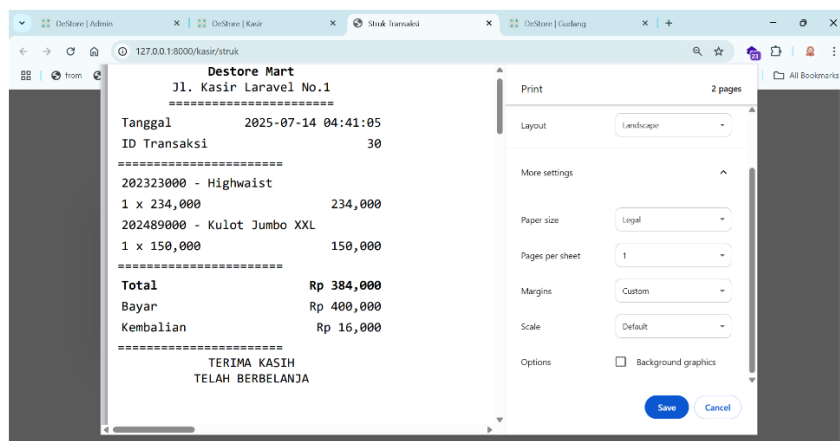 DeStore | Admin
DeStore | Kasir
Struk Transaksi
DeStore | Gudang
127.0.0.1:8000/kasir/struk
23
from
All Bookmarks
Destore Mart
Jl. Kasir Laravel No.1
=======================
Tanggal 2025-07-14 04:41:05
ID Transaksi 30
=======================
202323000 - Highwaist
1 x 234,000 234,000
202489000 - Kulot Jumbo XXL
1 x 150,000 150,000
=======================
Total Rp 384,000
Bayar Rp 400,000
Kembalian Rp 16,000
=======================
TERIMA KASIH
TELAH BERBELANJA
Print 2 pages
Layout Landscape
More settings
Paper size Legal
Pages per sheet 1
Margins Custom
Scale Default
Options Background graphics
Save Cancel